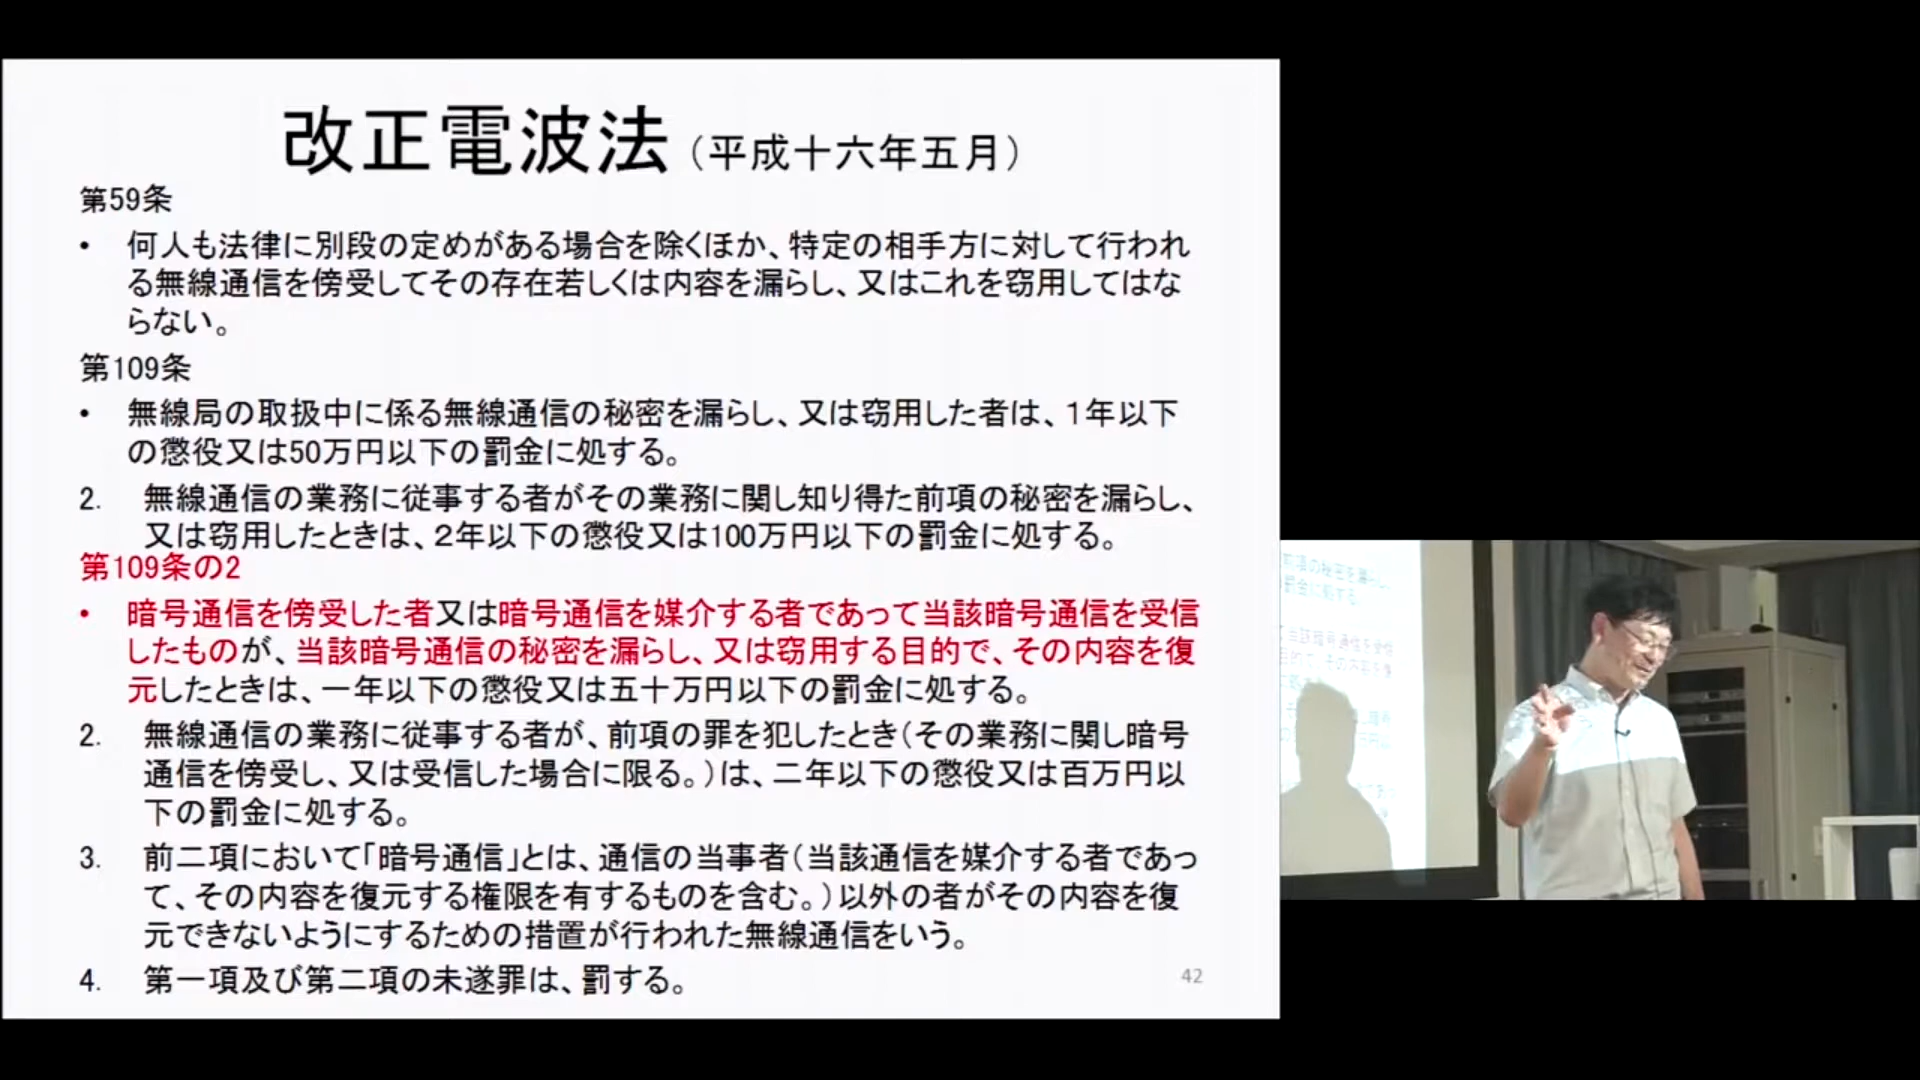 改正電波法（平成十六年五月）
第59条
• 何人も法律に別段の定めがある場合を除くほか、特定の相手方に対して行われ
る無線通信を傍受してその存在若しくは内容を漏らし、又はこれを窃用してはな
らない。
第109条
• 無線局の取扱中に係る無線通信の秘密を漏らし、又は窃用した者は、１年以下
の懲役又は50万円以下の罰金に処する。
2. 無線通信の業務に従事する者がその業務に関し知り得た前項の秘密を漏らし、
又は窃用したときは、２年以下の懲役又は100万円以下の罰金に処する。
第109条の2
• 暗号通信を傍受した者又は暗号通信を媒介する者であって当該暗号通信を受信
したものが、当該暗号通信の秘密を漏らし、又は窃用する目的で、その内容を復
元したときは、一年以下の懲役又は五十万円以下の罰金に処する。
2. 無線通信の業務に従事する者が、前項の罪を犯したとき（その業務に関し暗号
通信を傍受し、又は受信した場合に限る。）は、二年以下の懲役又は百万円以
下の罰金に処する。
3. 前二項において「暗号通信」とは、通信の当事者（当該通信を媒介する者であっ
て、その内容を復元する権限を有するものを含む。）以外の者がその内容を復
元できないようにするための措置が行われた無線通信をいう。
4. 第一項及び第二項の未遂罪は、罰する。
42